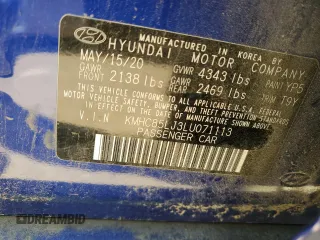 MANUFACTURED IN KOREA BY
HYUNDAI MOTOR COMPANY
MAY/15/20 GVWR 4343 lbs
GAWR FRONT 2138 lbs GAWR REAR 2469 lbs PAINT YP5
TRIM T9Y
THIS VEHICLE CONFORMS TO ALL APPLICABLE
FEDERAL MOTOR VEHICLE SAFETY, BUMPER,
AND THEFT PREVENTION STANDARDS IN EFFECT
ON THE DATE OF MANUFACTURE SHOWN ABOVE.
V.I.N KMHC85LJ3LU071113
PASSENGER CAR
DREAMBID